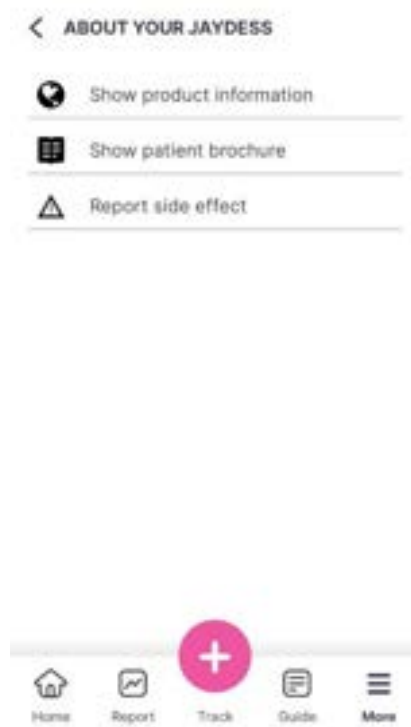 ABOUT YOUR JAYDESS
Show product information
Show patient brochure
Report side effect
Home Report Track Guide More